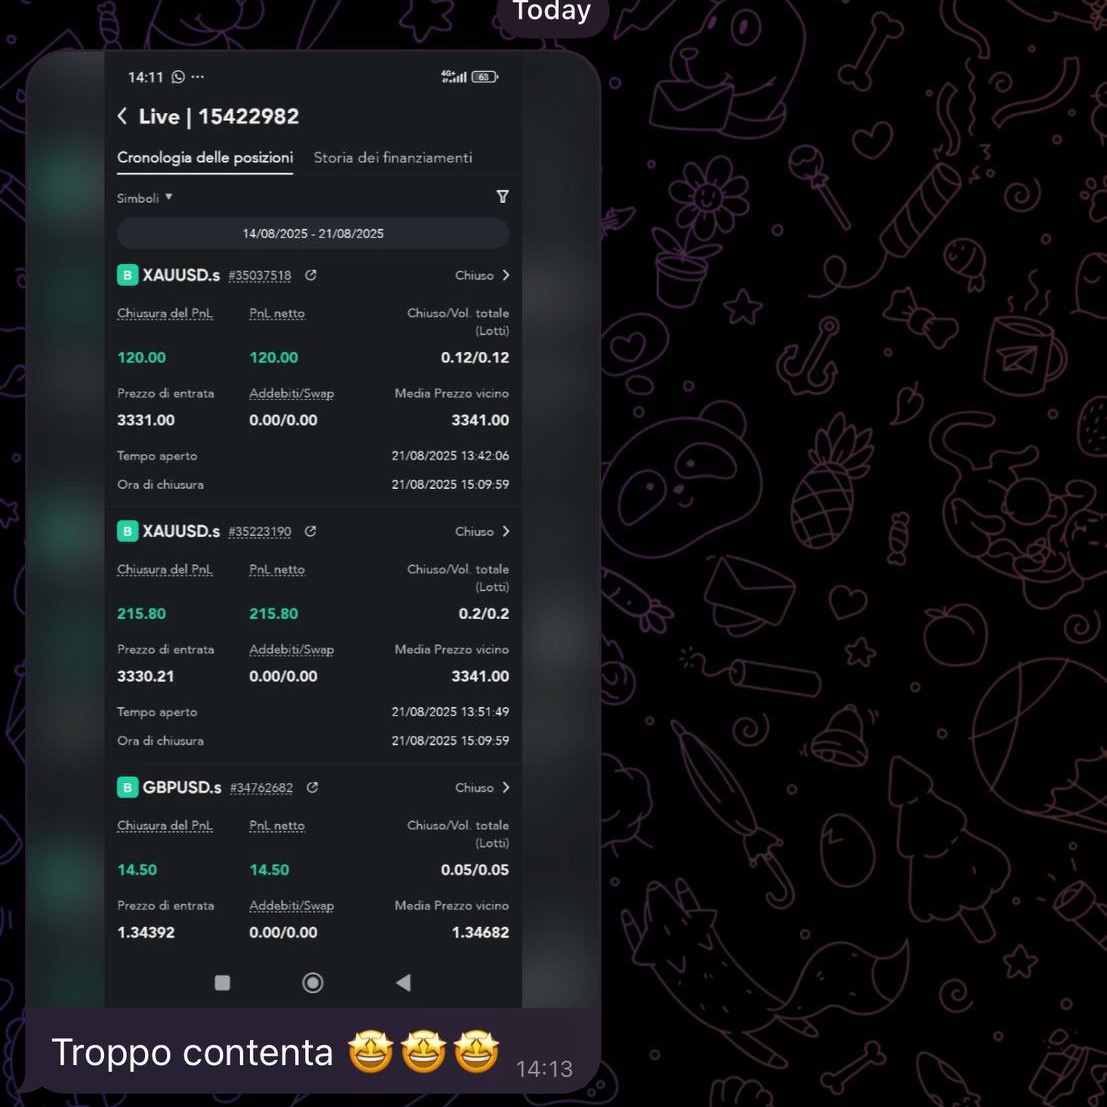 Today
14:11 ...
4G+ 63
Live | 15422982
Cronologia delle posizioni Storia dei finanziamenti
Simboli
14/08/2025 - 21/08/2025
B XAUUSD.s #35037518 Chiuso
Chiusura del PnL PnL netto Chiuso/Vol. totale
(Lotti)
120.00 120.00 0.12/0.12
Prezzo di entrata Addebiti/Swap Media Prezzo vicino
3331.00 0.00/0.00 3341.00
Tempo aperto 21/08/2025 13:42:06
Ora di chiusura 21/08/2025 15:09:59
B XAUUSD.s #35223190 Chiuso
Chiusura del PnL PnL netto Chiuso/Vol. totale
(Lotti)
215.80 215.80 0.2/0.2
Prezzo di entrata Addebiti/Swap Media Prezzo vicino
3330.21 0.00/0.00 3341.00
Tempo aperto 21/08/2025 13:51:49
Ora di chiusura 21/08/2025 15:09:59
B GBPUSD.s #34762682 Chiuso
Chiusura del PnL PnL netto Chiuso/Vol. totale
(Lotti)
14.50 14.50 0.05/0.05
Prezzo di entrata Addebiti/Swap Media Prezzo vicino
1.34392 0.00/0.00 1.34682
Troppo contenta 🤩🤩🤩 14:13